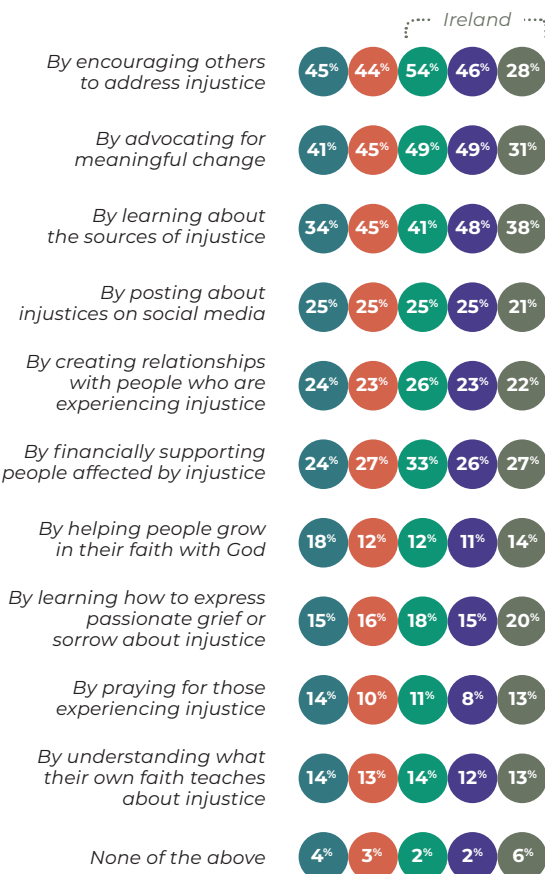 Ireland
By encouraging others
to address injustice
45% 44% 54% 46% 28%
By advocating for
meaningful change
41% 45% 49% 49% 31%
By learning about
the sources of injustice
34% 45% 41% 48% 38%
By posting about
injustices on social media
25% 25% 25% 25% 21%
By creating relationships
with people who are
experiencing injustice
24% 23% 26% 23% 22%
By financially supporting
people affected by injustice
24% 27% 33% 26% 27%
By helping people grow
in their faith with God
18% 12% 12% 11% 14%
By learning how to express
passionate grief or
sorrow about injustice
15% 16% 18% 15% 20%
By praying for those
experiencing injustice
14% 10% 11% 8% 13%
By understanding what
their own faith teaches
about injustice
14% 13% 14% 12% 13%
None of the above
4% 3% 2% 2% 6%